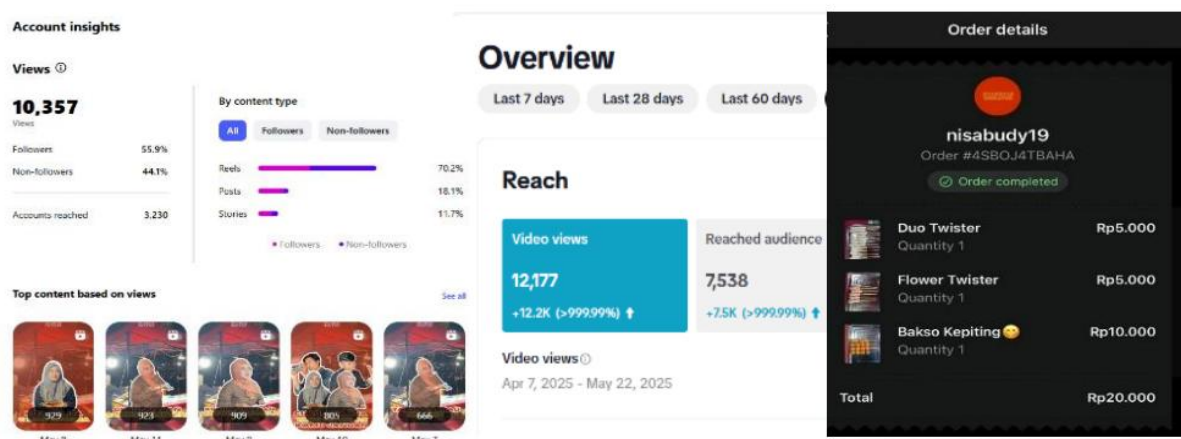 Account insights
Views
10,357
Views
Followers 55.9%
Non-followers 44.1%
Accounts reached 3,230
By content type
All Followers Non-followers
Reels 70.2%
Posts 18.1%
Stories 11.7%
Followers Non-followers
Top content based on views
See all
929 923 909 805 666
Overview
Last 7 days Last 28 days Last 60 days
Reach
Video views
12,177
+12.2K (>999.99%)
Reached audience
7,538
+7.5K (>999.99%)
Video views
Apr 7, 2025 - May 22, 2025
Order details
nisabudy19
Order #4SBOJ4TBAHA
Order completed
Duo Twister Rp5.000
Quantity 1
Flower Twister Rp5.000
Quantity 1
Bakso Kepiting😋 Rp10.000
Quantity 1
Total Rp20.000